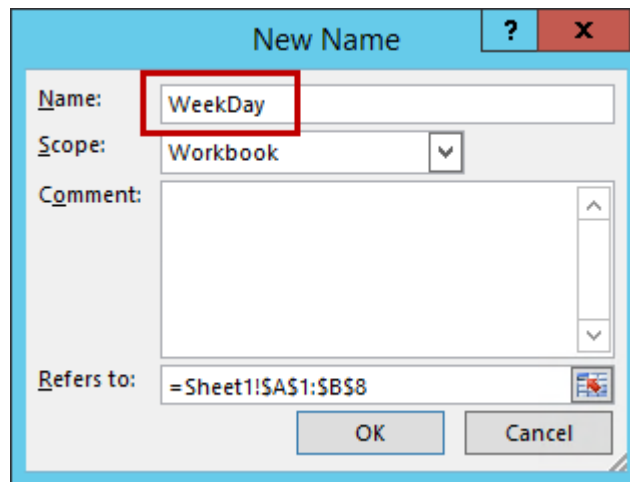 New Name
? x
Name: WeekDay
Scope: Workbook
Comment:
Refers to: =Sheet1!$A$1:$B$8
OK Cancel